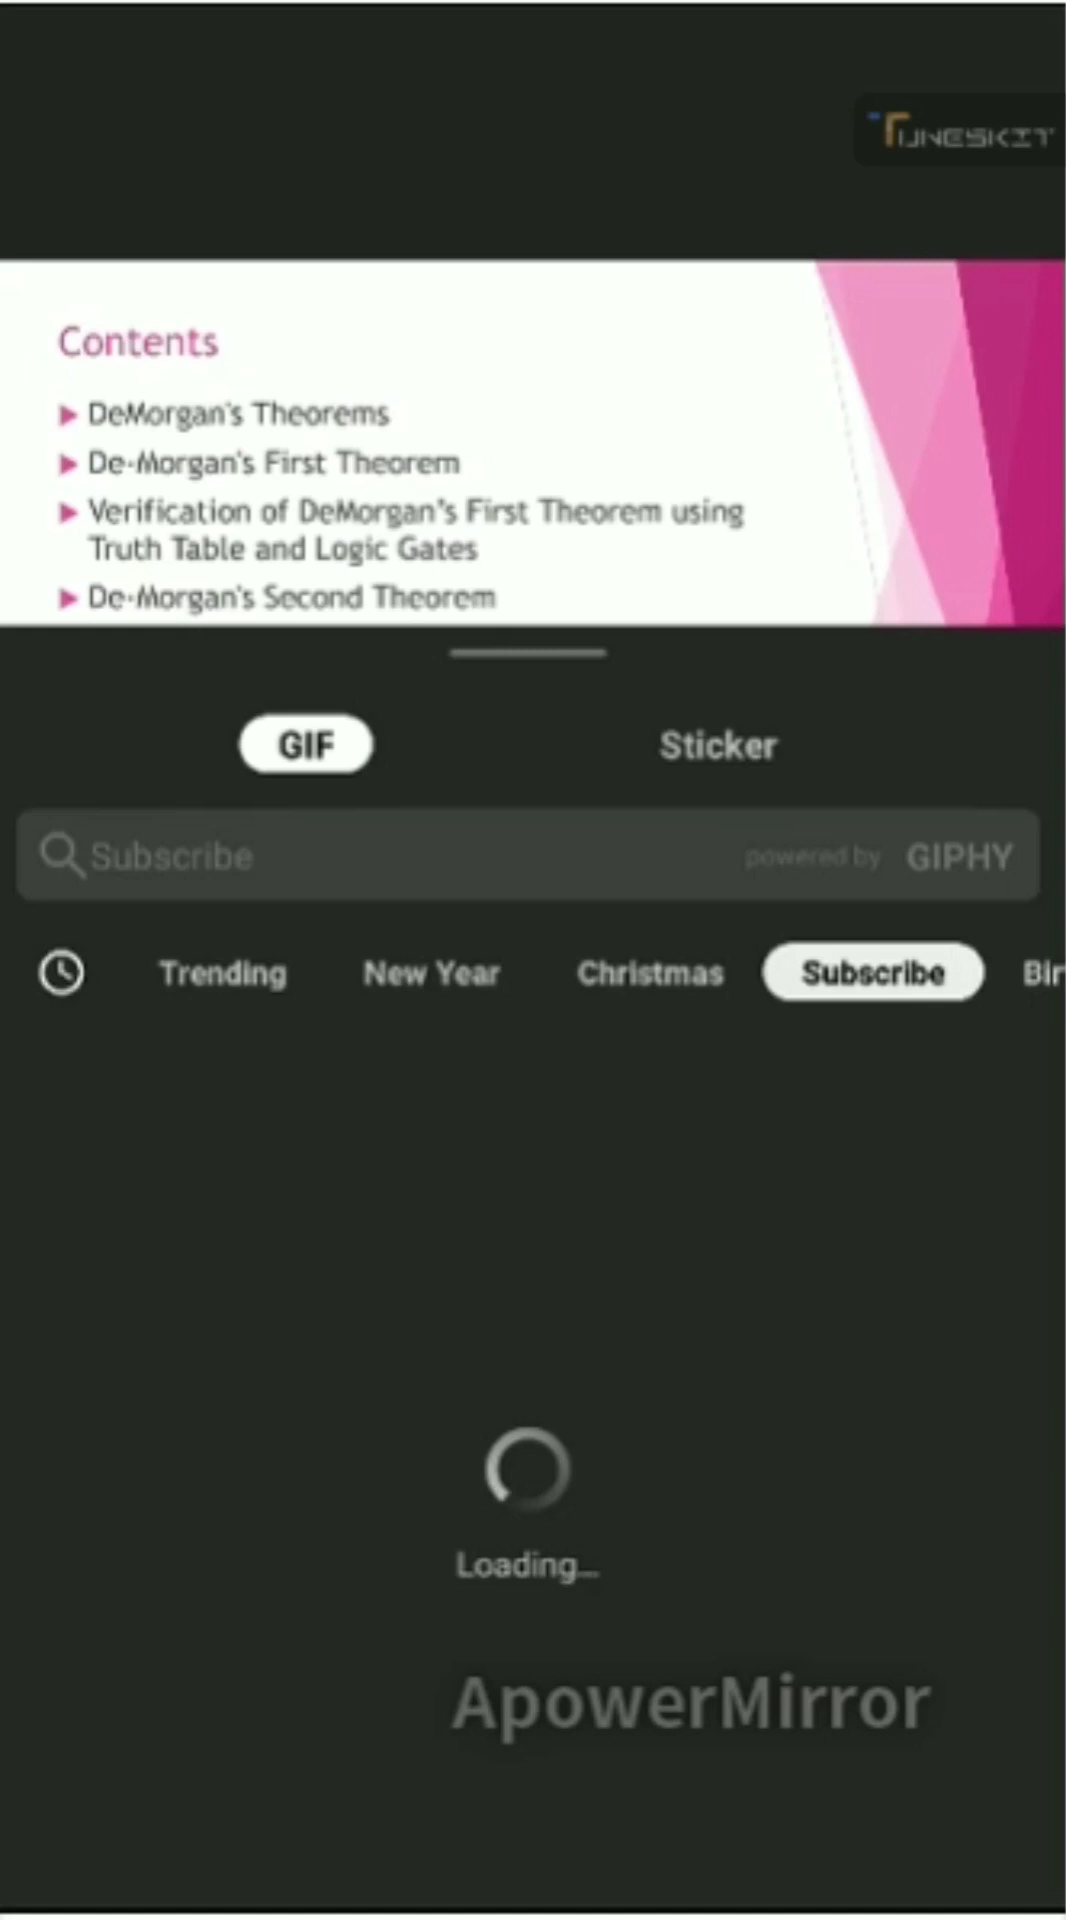 TUNESKIT
Contents
DeMorgan's Theorems
De-Morgan's First Theorem
Verification of DeMorgan's First Theorem using
Truth Table and Logic Gates
De-Morgan's Second Theorem
GIF Sticker
Subscribe powered by GIPHY
Trending New Year Christmas Subscribe Bir
Loading...
ApowerMirror